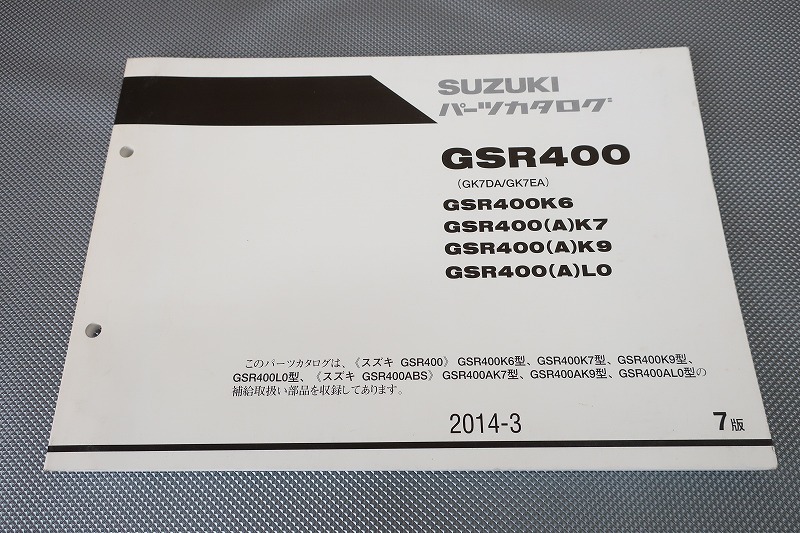 SUZUKI
パーツカタログ
GSR400
(GK7DA/GK7EA)
GSR400K6
GSR400(A)K7
GSR400(A)K9
GSR400(A)L0
このパーツカタログは、《スズキ GSR400》 GSR400K6型、GSR400K7型、GSR400K9型、
GSR400L0型、《スズキ GSR400ABS》 GSR400AK7型、GSR400AK9型、GSR400AL0型の
補給取扱い部品を収録してあります。
2014-3
7版